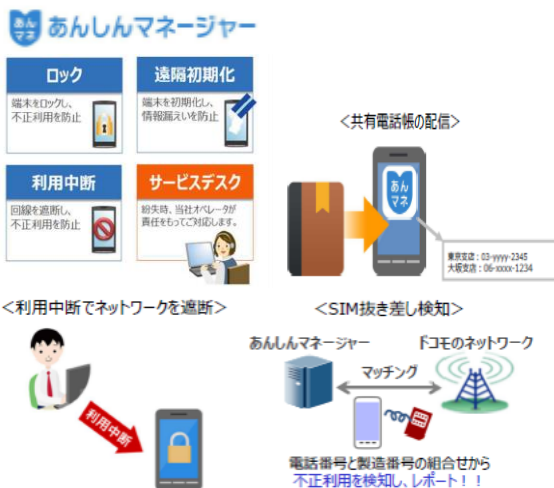 あん
マネ
あんしんマネージャー
ロック
端末をロックし、
不正利用を防止
遠隔初期化
端末を初期化し、
情報漏えいを防止
利用中断
回線を遮断し、
不正利用を防止
サービスデスク
紛失時、当社オペレータが
責任をもってご対応します。
<共有電話帳の配信>
あん
マネ
東京支店：03-yyyy-2345
大阪支店：06-xxxx-1234
<利用中断でネットワークを遮断>
利用中断
<SIM抜き差し検知>
あんしんマネージャー
ドコモのネットワーク
マッチング
電話番号と製造番号の組合せから
不正利用を検知し、レポート！！